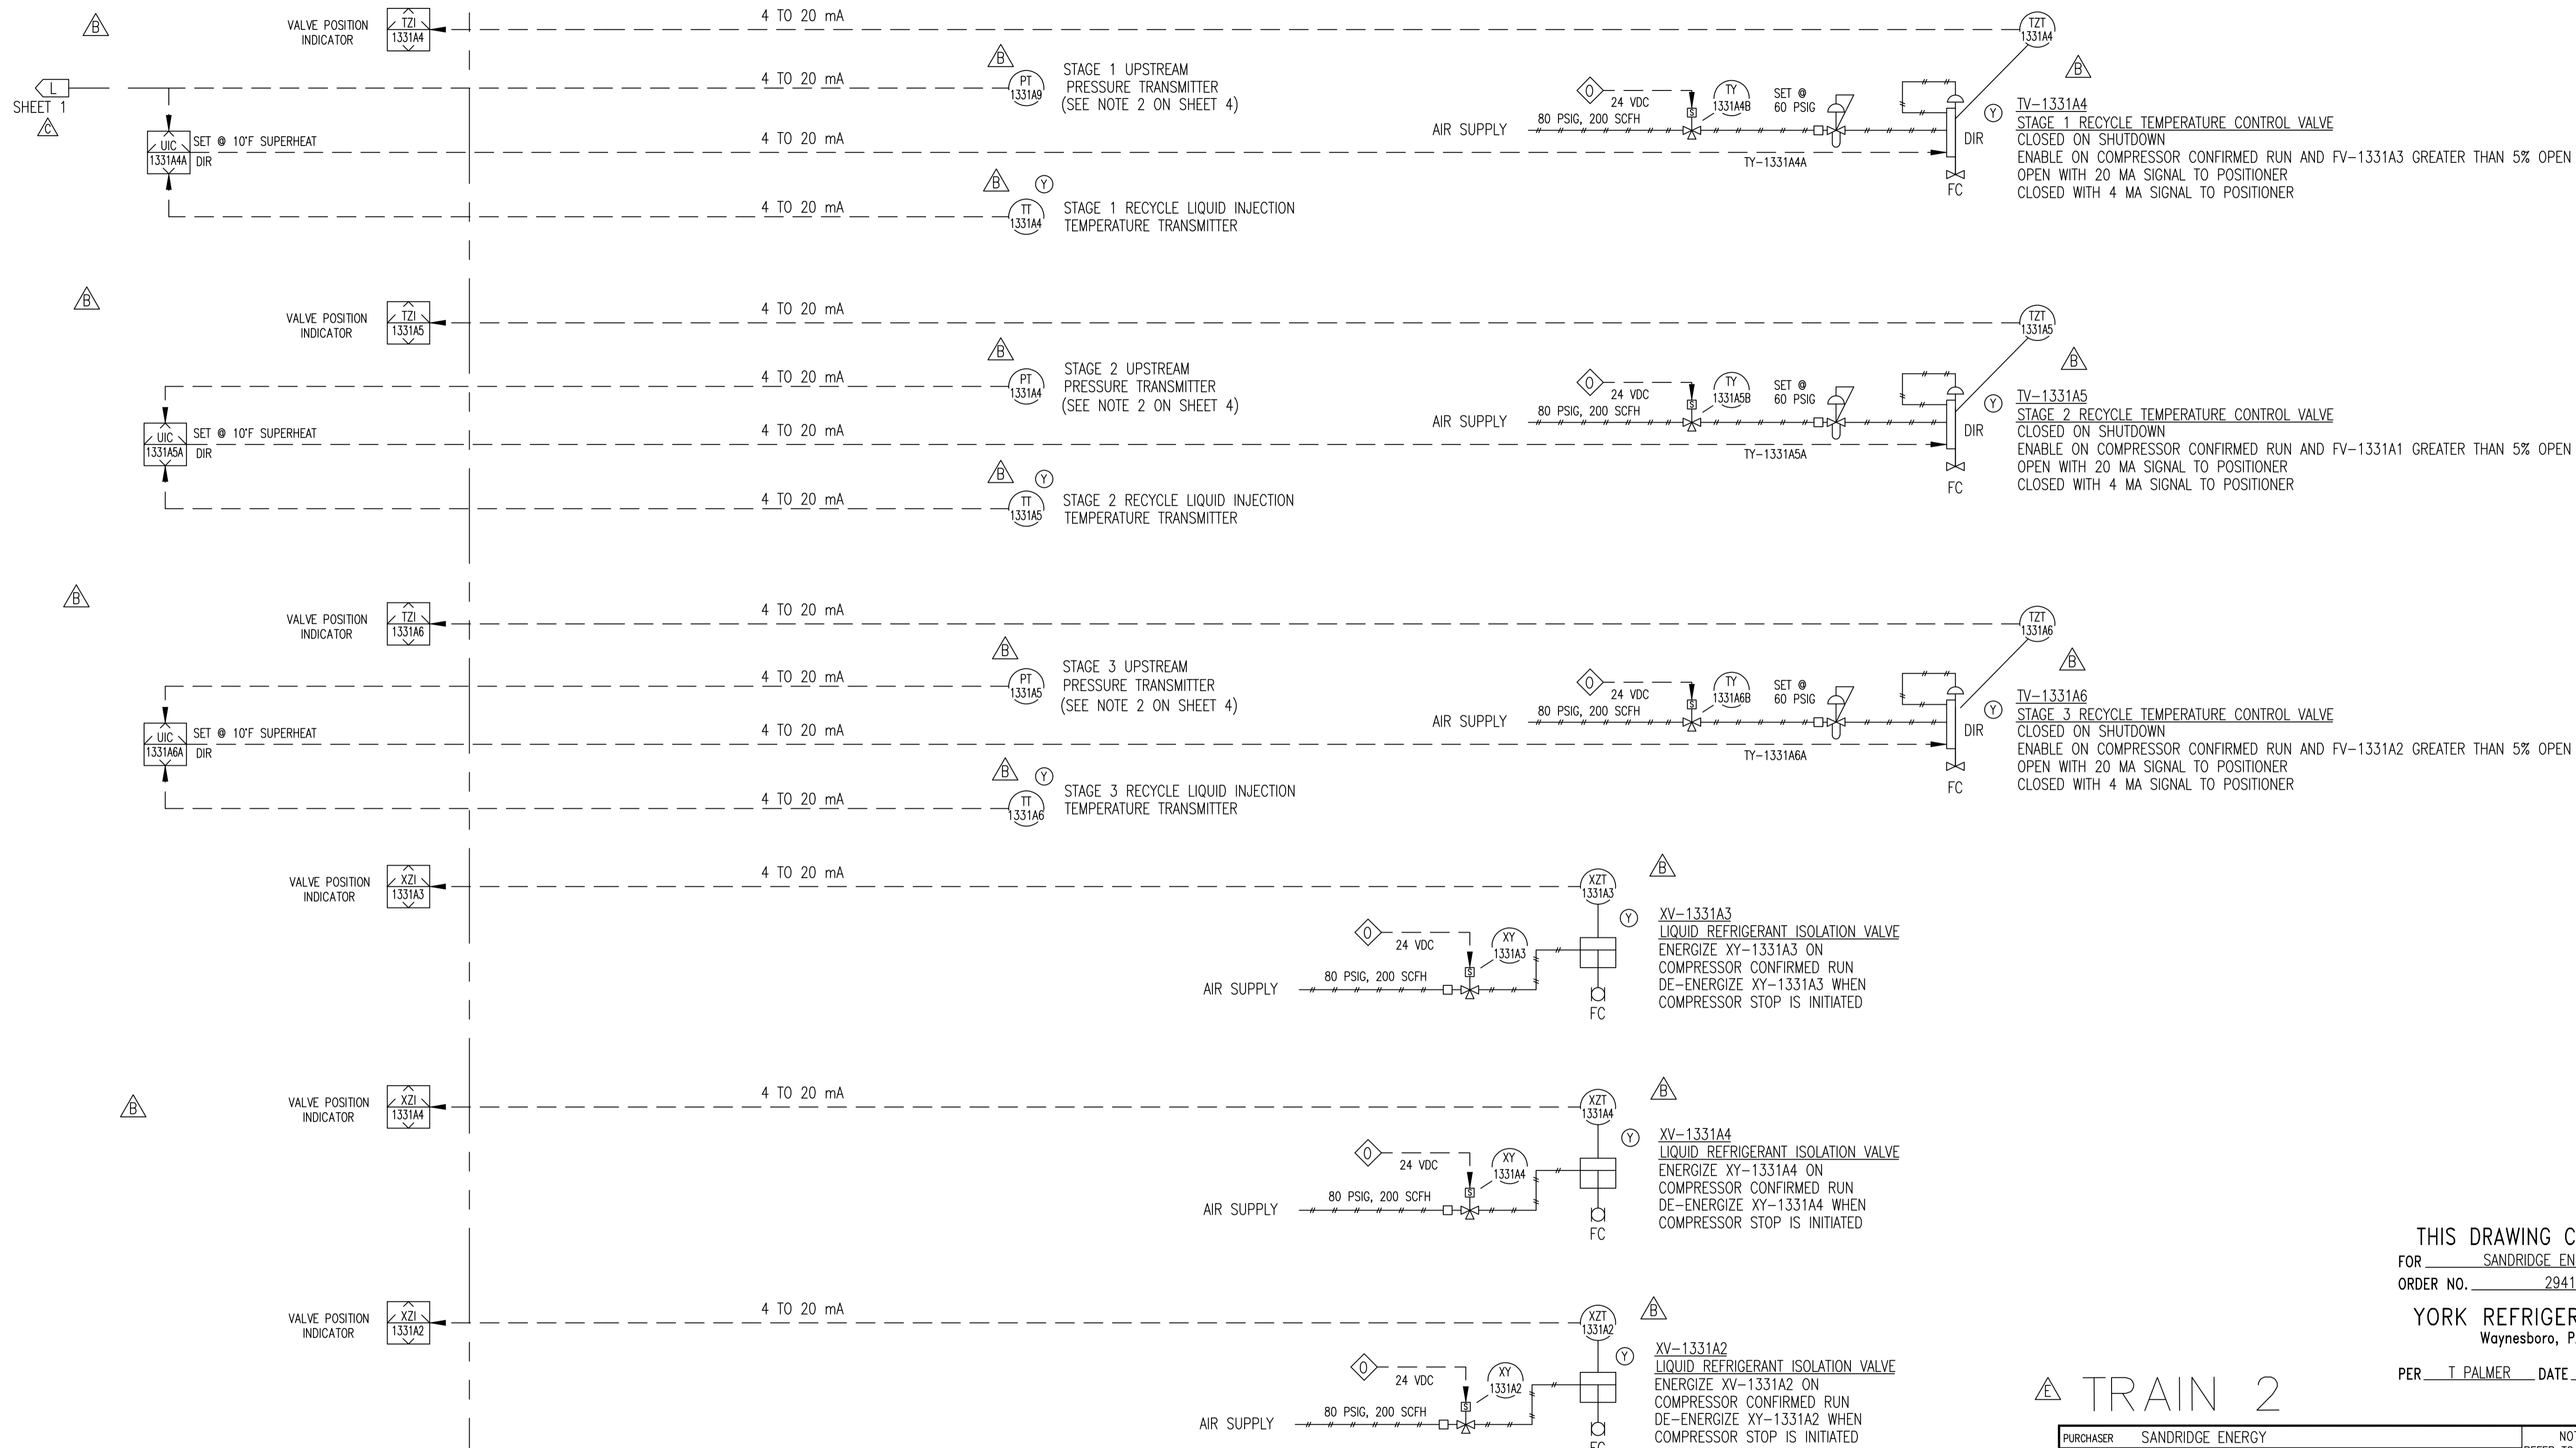 B
VALVE POSITION
INDICATOR
TZI
1331A4
4 TO 20 mA
TZT
1331A4
L
SHEET 1
C
4 TO 20 mA
B
PT
1331A9
STAGE 1 UPSTREAM
PRESSURE TRANSMITTER
(SEE NOTE 2 ON SHEET 4)
UIC
1331A4A
SET @ 10°F SUPERHEAT
DIR
4 TO 20 mA
AIR SUPPLY
80 PSIG, 200 SCFH
O
24 VDC
S
TY
1331A4B
SET @
60 PSIG
TY-1331A4A
DIR
FC
Y
B
TV-1331A4
STAGE 1 RECYCLE TEMPERATURE CONTROL VALVE
CLOSED ON SHUTDOWN
ENABLE ON COMPRESSOR CONFIRMED RUN AND FV-1331A3 GREATER THAN 5% OPEN
OPEN WITH 20 MA SIGNAL TO POSITIONER
CLOSED WITH 4 MA SIGNAL TO POSITIONER
4 TO 20 mA
B
Y
TT
1331A4
STAGE 1 RECYCLE LIQUID INJECTION
TEMPERATURE TRANSMITTER
B
VALVE POSITION
INDICATOR
TZI
1331A5
4 TO 20 mA
TZT
1331A5
4 TO 20 mA
B
PT
1331A4
STAGE 2 UPSTREAM
PRESSURE TRANSMITTER
(SEE NOTE 2 ON SHEET 4)
UIC
1331A5A
SET @ 10°F SUPERHEAT
DIR
4 TO 20 mA
AIR SUPPLY
80 PSIG, 200 SCFH
O
24 VDC
S
TY
1331A5B
SET @
60 PSIG
TY-1331A5A
DIR
FC
Y
B
TV-1331A5
STAGE 2 RECYCLE TEMPERATURE CONTROL VALVE
CLOSED ON SHUTDOWN
ENABLE ON COMPRESSOR CONFIRMED RUN AND FV-1331A1 GREATER THAN 5% OPEN
OPEN WITH 20 MA SIGNAL TO POSITIONER
CLOSED WITH 4 MA SIGNAL TO POSITIONER
4 TO 20 mA
B
Y
TT
1331A5
STAGE 2 RECYCLE LIQUID INJECTION
TEMPERATURE TRANSMITTER
B
VALVE POSITION
INDICATOR
TZI
1331A6
4 TO 20 mA
TZT
1331A6
4 TO 20 mA
B
PT
1331A5
STAGE 3 UPSTREAM
PRESSURE TRANSMITTER
(SEE NOTE 2 ON SHEET 4)
UIC
1331A6A
SET @ 10°F SUPERHEAT
DIR
4 TO 20 mA
AIR SUPPLY
80 PSIG, 200 SCFH
O
24 VDC
S
TY
1331A6B
SET @
60 PSIG
TY-1331A6A
DIR
FC
Y
B
TV-1331A6
STAGE 3 RECYCLE TEMPERATURE CONTROL VALVE
CLOSED ON SHUTDOWN
ENABLE ON COMPRESSOR CONFIRMED RUN AND FV-1331A2 GREATER THAN 5% OPEN
OPEN WITH 20 MA SIGNAL TO POSITIONER
CLOSED WITH 4 MA SIGNAL TO POSITIONER
4 TO 20 mA
B
Y
TT
1331A6
STAGE 3 RECYCLE LIQUID INJECTION
TEMPERATURE TRANSMITTER
VALVE POSITION
INDICATOR
XZI
1331A3
4 TO 20 mA
XZT
1331A3
B
AIR SUPPLY
80 PSIG, 200 SCFH
O
24 VDC
S
XY
1331A3
FC
Y
XV-1331A3
LIQUID REFRIGERANT ISOLATION VALVE
ENERGIZE XY-1331A3 ON
COMPRESSOR CONFIRMED RUN
DE-ENERGIZE XY-1331A3 WHEN
COMPRESSOR STOP IS INITIATED
B
VALVE POSITION
INDICATOR
XZI
1331A4
4 TO 20 mA
XZT
1331A4
B
AIR SUPPLY
80 PSIG, 200 SCFH
O
24 VDC
S
XY
1331A4
FC
Y
XV-1331A4
LIQUID REFRIGERANT ISOLATION VALVE
ENERGIZE XY-1331A4 ON
COMPRESSOR CONFIRMED RUN
DE-ENERGIZE XY-1331A4 WHEN
COMPRESSOR STOP IS INITIATED
VALVE POSITION
INDICATOR
XZI
1331A2
4 TO 20 mA
XZT
1331A2
B
AIR SUPPLY
80 PSIG, 200 SCFH
O
24 VDC
S
XY
1331A2
FC
Y
XV-1331A2
LIQUID REFRIGERANT ISOLATION VALVE
ENERGIZE XV-1331A2 ON
COMPRESSOR CONFIRMED RUN
DE-ENERGIZE XY-1331A2 WHEN
COMPRESSOR STOP IS INITIATED
THIS DRAWING C
FOR SANDRIDGE EN
ORDER NO. 2941
YORK REFRIGER
Waynesboro, P
PER T PALMER DATE
E
TRAIN 2
PURCHASER SANDRIDGE ENERGY